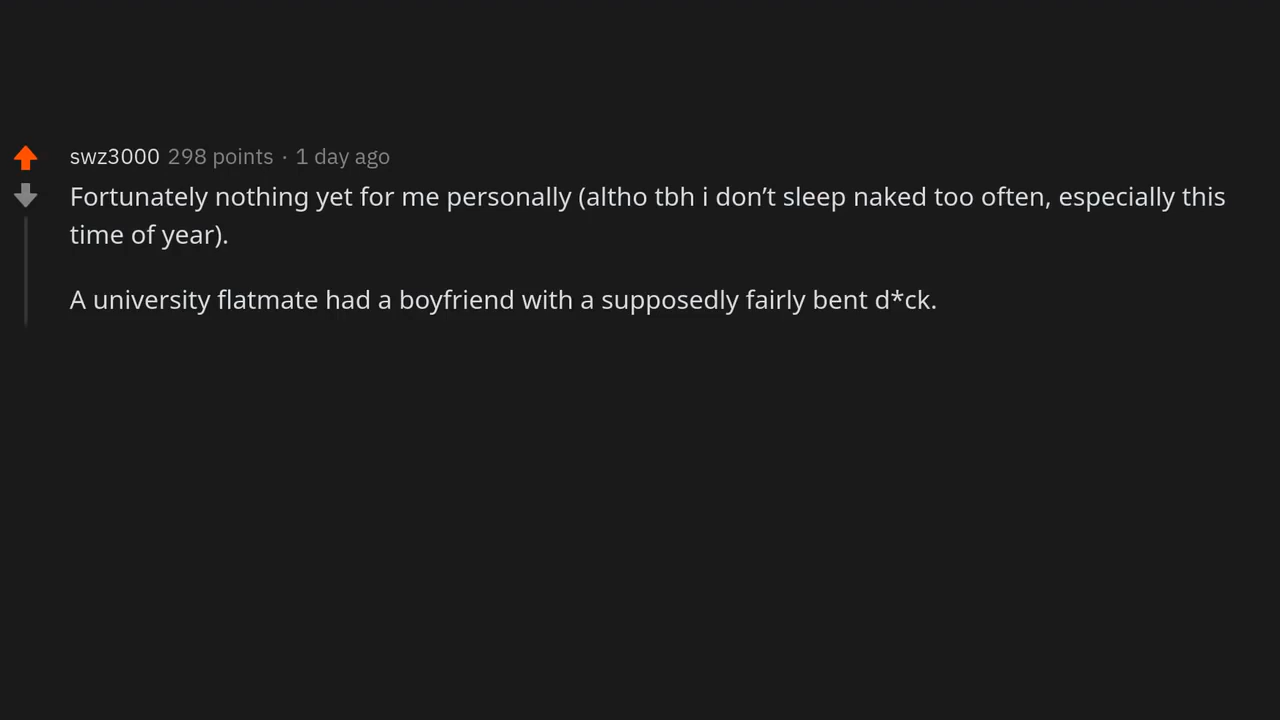 swz3000 298 points · 1 day ago
Fortunately nothing yet for me personally (altho tbh i don’t sleep naked too often, especially this
time of year).
A university flatmate had a boyfriend with a supposedly fairly bent d*ck.